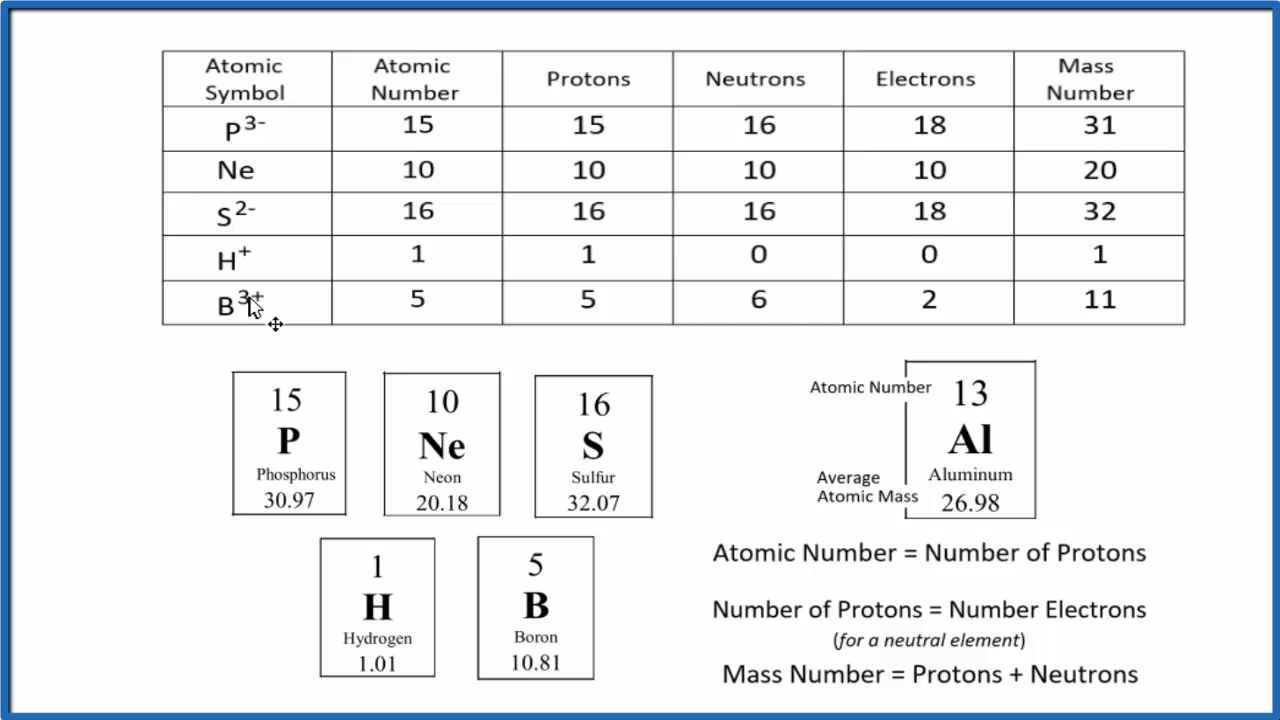 Atomic Symbol Atomic Number Protons Neutrons Electrons Mass Number
P³⁻ 15 15 16 18 31
Ne 10 10 10 10 20
S²⁻ 16 16 16 18 32
H⁺ 1 1 0 0 1
B³⁺ 5 5 6 2 11
15
P
Phosphorus
30.97
10
Ne
Neon
20.18
16
S
Sulfur
32.07
Atomic Number
13
Al
Aluminum
26.98
Average
Atomic Mass
1
H
Hydrogen
1.01
5
B
Boron
10.81
Atomic Number = Number of Protons
Number of Protons = Number Electrons
(for a neutral element)
Mass Number = Protons + Neutrons